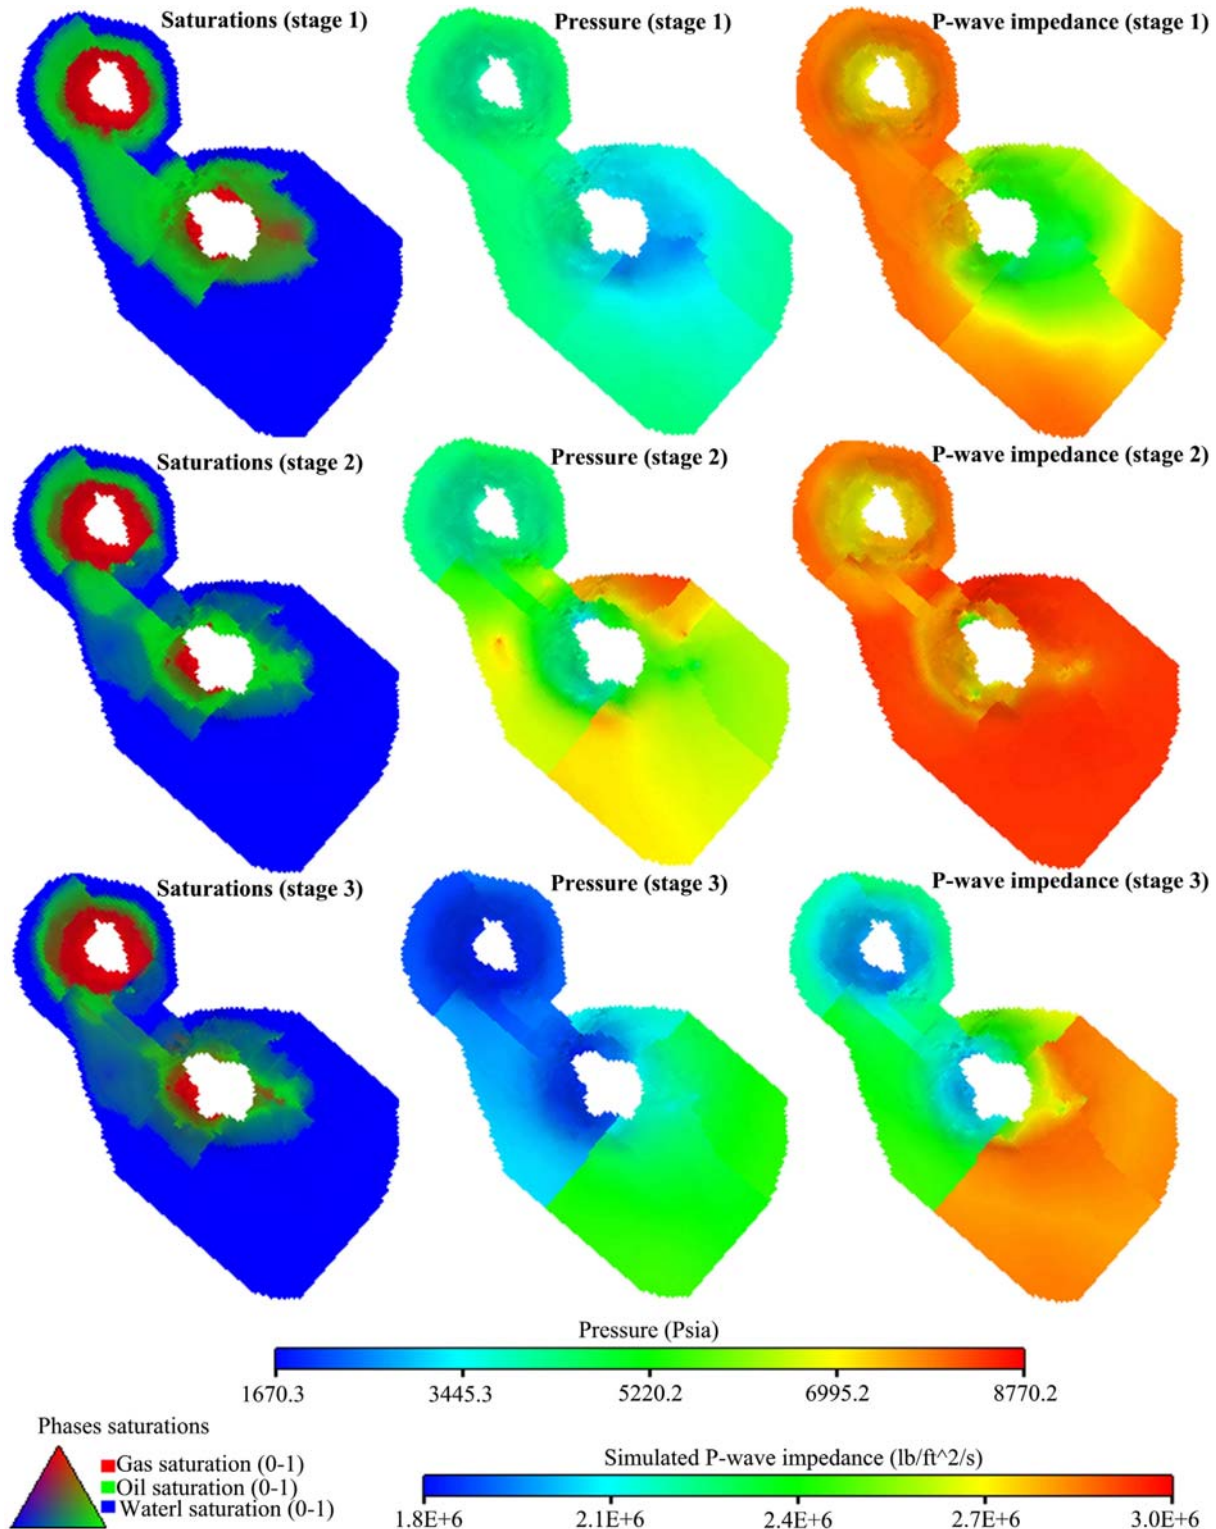 Saturations (stage 1)
Pressure (stage 1)
P-wave impedance (stage 1)
Saturations (stage 2)
Pressure (stage 2)
P-wave impedance (stage 2)
Saturations (stage 3)
Pressure (stage 3)
P-wave impedance (stage 3)
Pressure (Psia)
1670.3 3445.3 5220.2 6995.2 8770.2
Phases saturations
Gas saturation (0-1)
Oil saturation (0-1)
Waterl saturation (0-1)
Simulated P-wave impedance (lb/ft^2/s)
1.8E+6 2.1E+6 2.4E+6 2.7E+6 3.0E+6